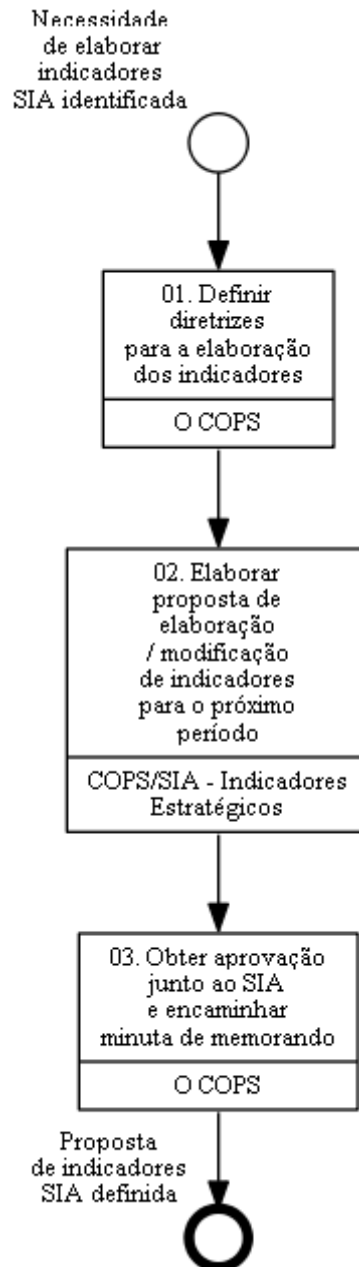 Necessidade
de elaborar
indicadores
SIA identificada
01. Definir
diretrizes
para a elaboração
dos indicadores
O COPS
02. Elaborar
proposta de
elaboração
/ modificação
de indicadores
para o próximo
período
COPS/SIA - Indicadores
Estratégicos
03. Obter aprovação
junto ao SIA
e encaminhar
minuta de memorando
O COPS
Proposta
de indicadores
SIA definida